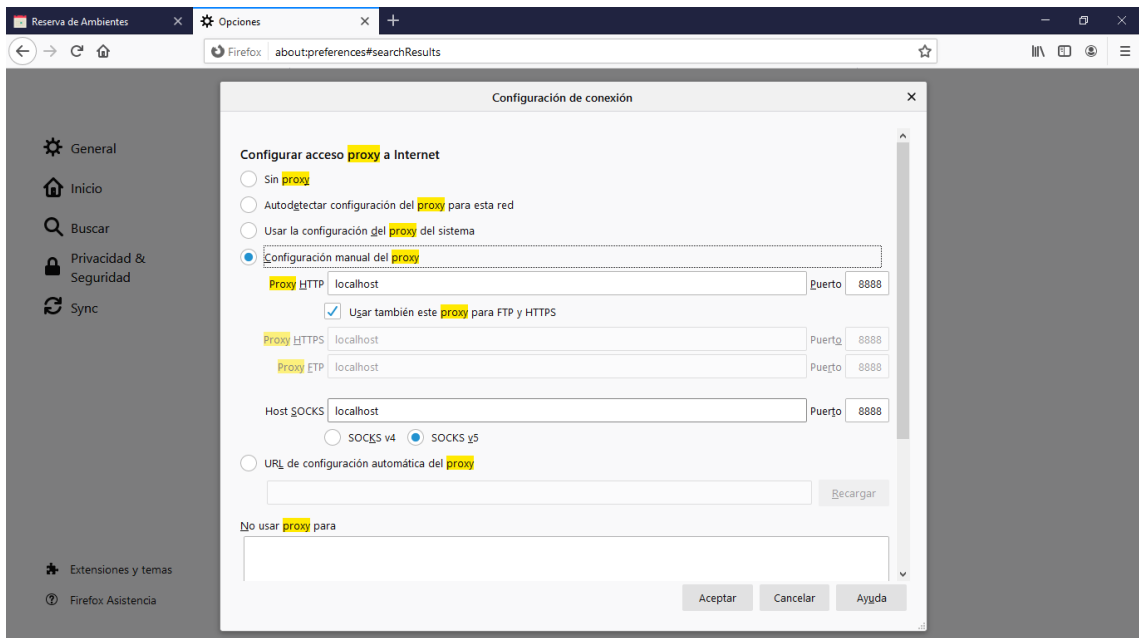 Reserva de Ambientes
Opciones
Firefox about:preferences#searchResults
Configuración de conexión
General
Inicio
Buscar
Privacidad &
Seguridad
Sync
Extensiones y temas
Firefox Asistencia
Configurar acceso proxy a Internet
Sin proxy
Autodetectar configuración del proxy para esta red
Usar la configuración del proxy del sistema
Configuración manual del proxy
Proxy HTTP localhost Puerto 8888
Usar también este proxy para FTP y HTTPS
Proxy HTTPS localhost Puerto 8888
Proxy FTP localhost Puerto 8888
Host SOCKS localhost Puerto 8888
SOCKS v4 SOCKS v5
URL de configuración automática del proxy
Recargar
No usar proxy para
Aceptar Cancelar Ayuda